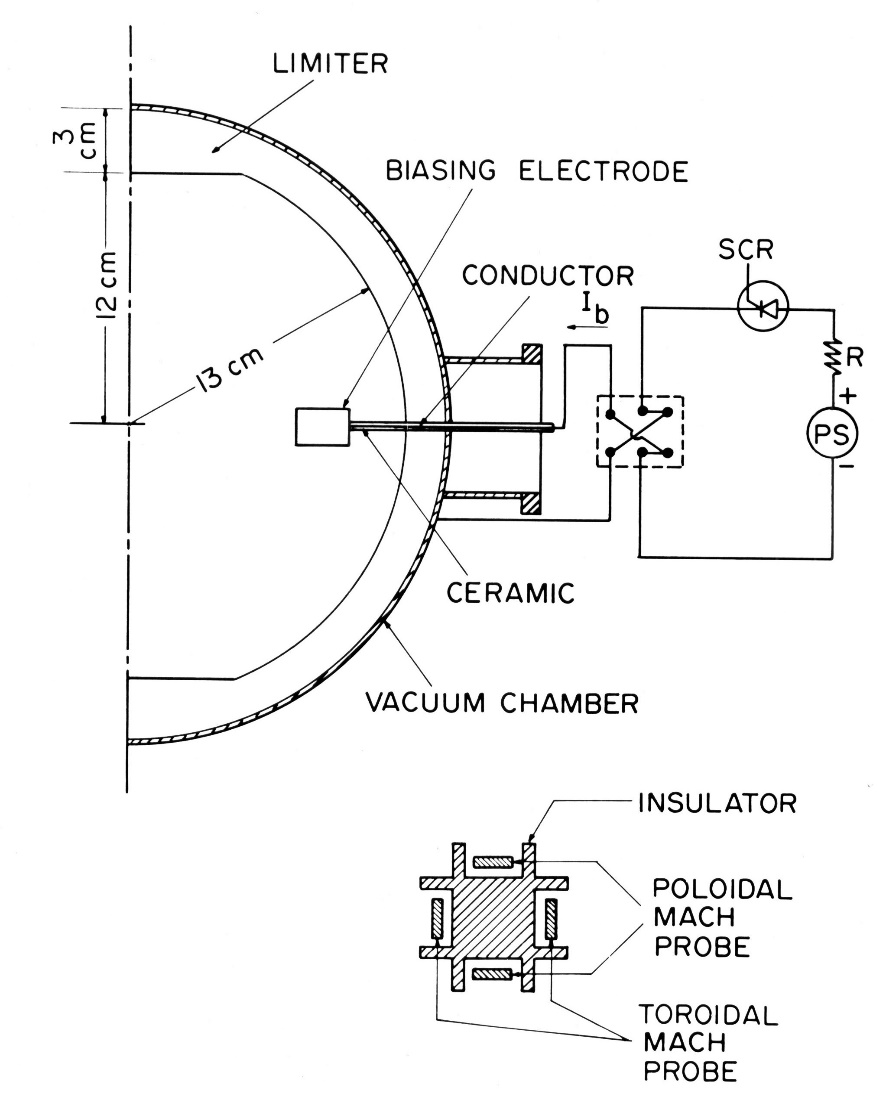 LIMITER
3
cm
BIASING ELECTRODE
SCR
CONDUCTOR
I b
12 cm
13 cm
R
+
PS
-
CERAMIC
VACUUM CHAMBER
INSULATOR
POLOIDAL
MACH
PROBE
TOROIDAL
MACH
PROBE